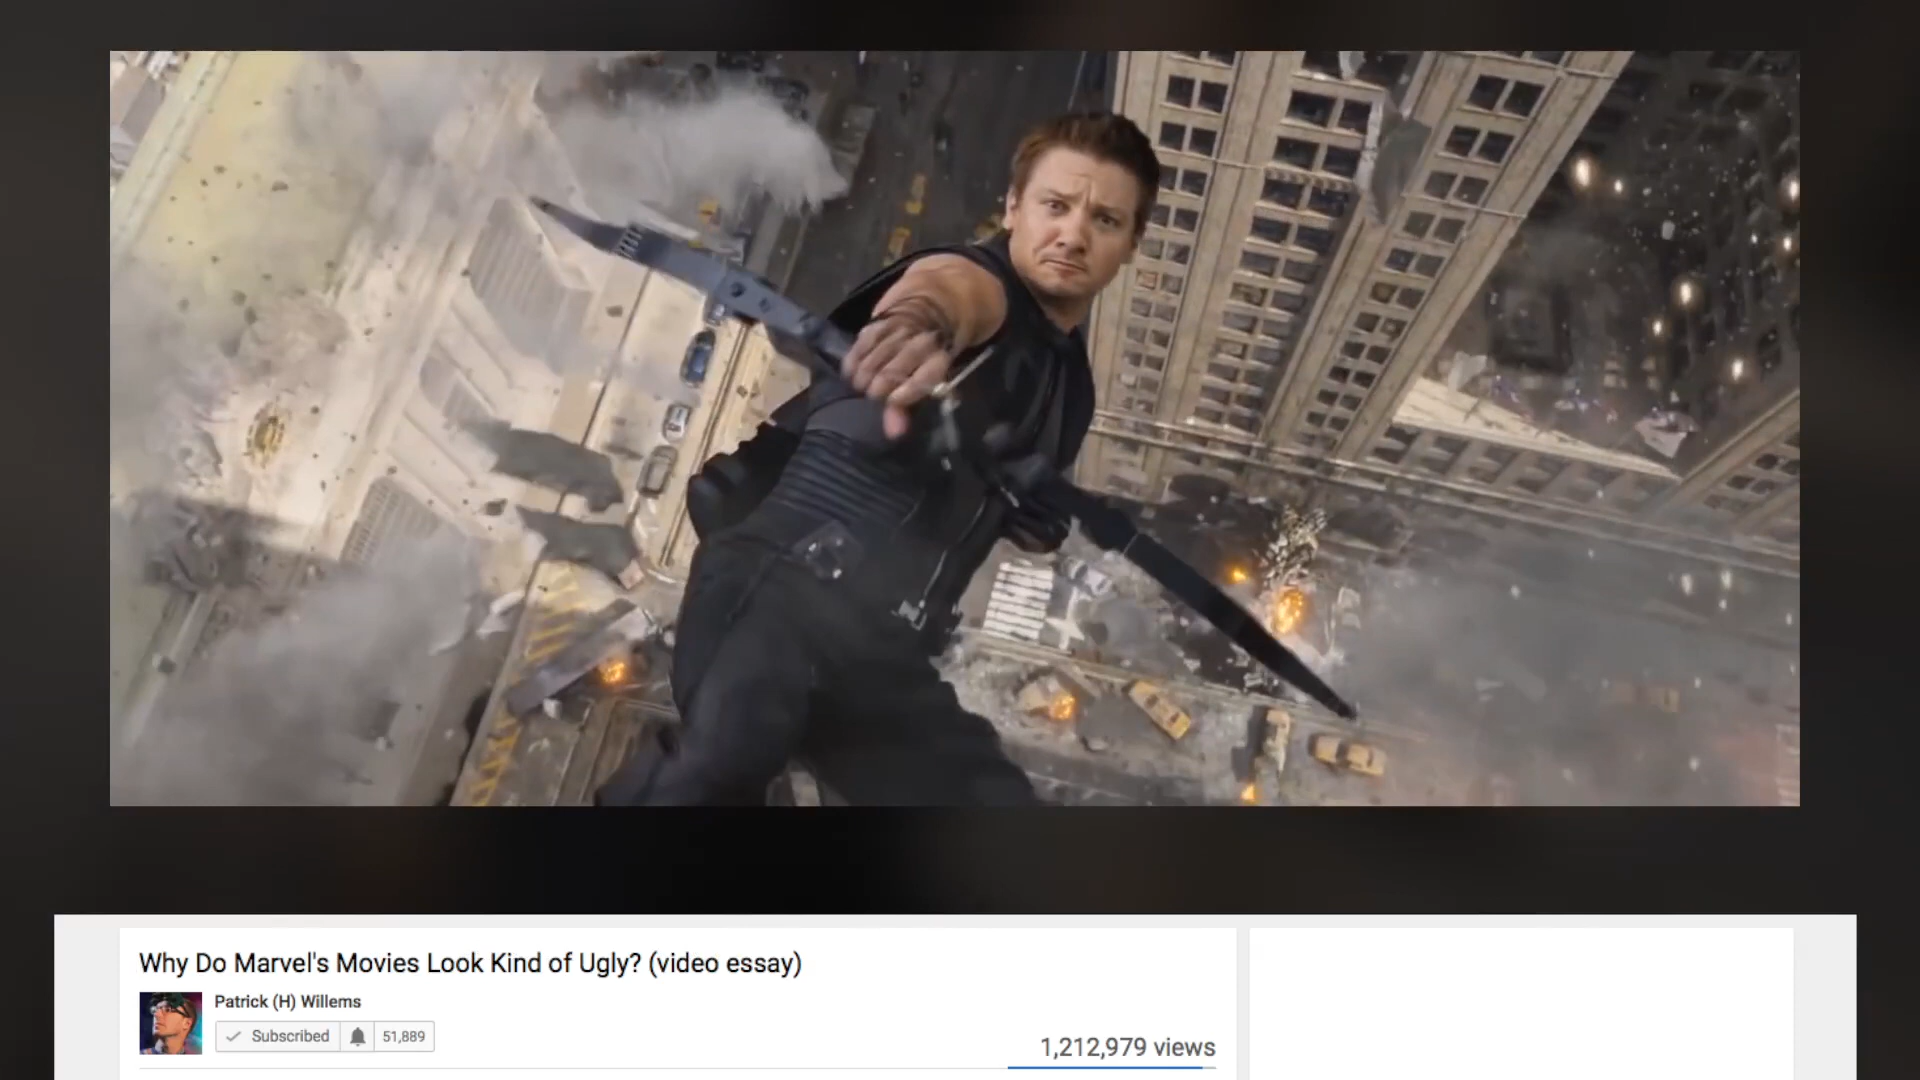 Why Do Marvel's Movies Look Kind of Ugly? (video essay)
Patrick (H) Willems
Subscribed 51,889
1,212,979 views